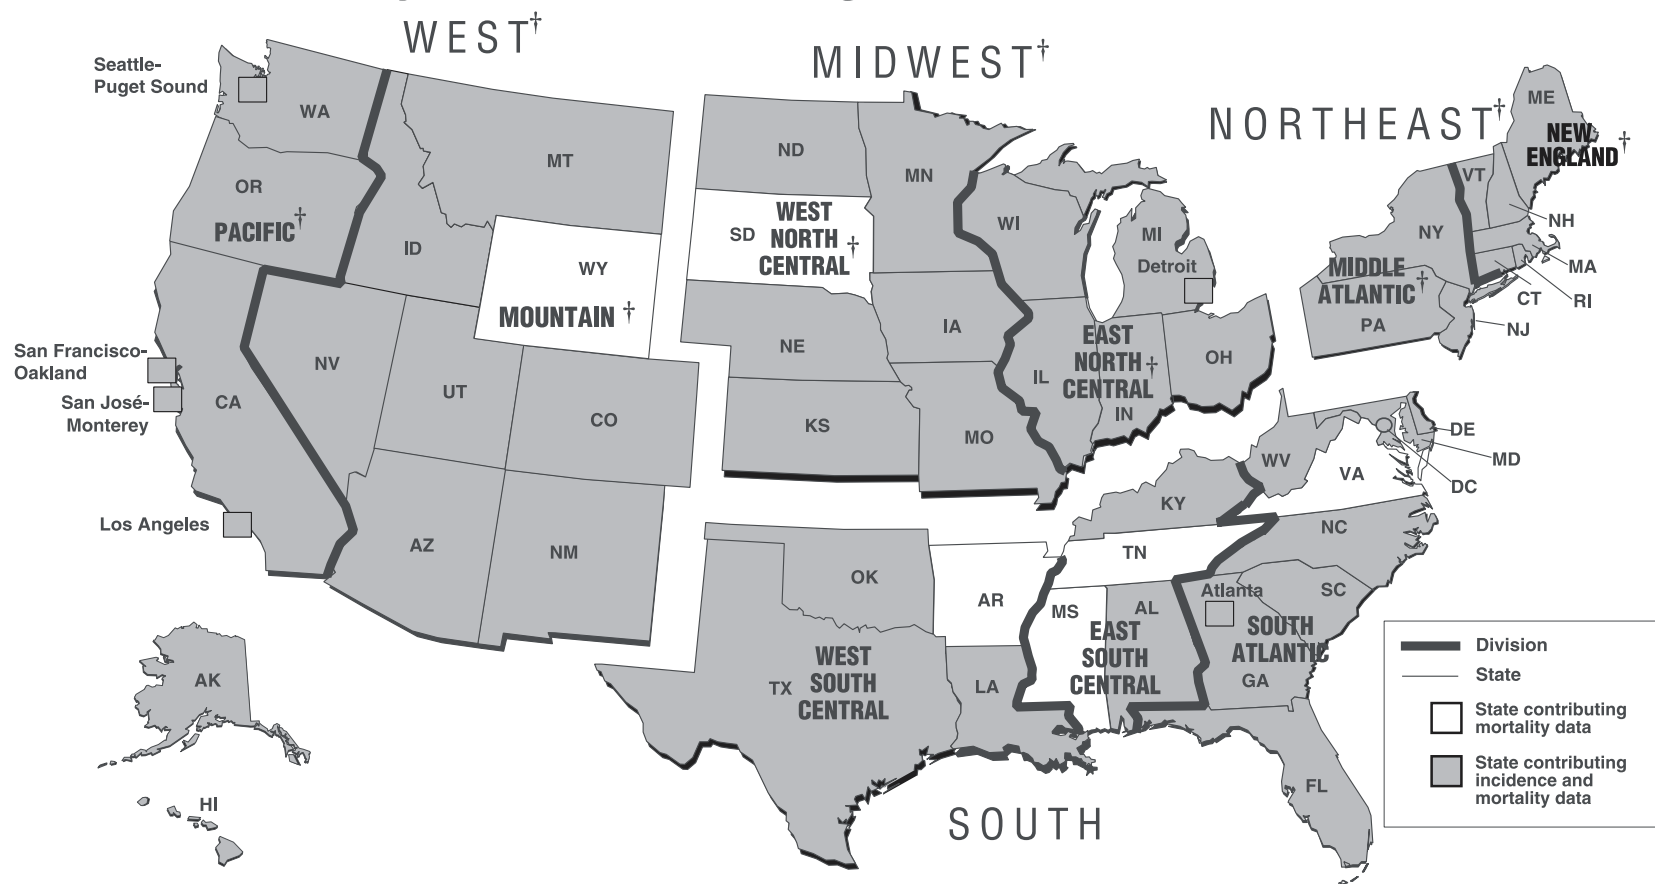 WEST†
MIDWEST†
NORTHEAST†
Seattle-
Puget Sound
WA
MT
OR
PACIFIC†
ID
WY
MOUNTAIN †
ND
MN
SD
WEST
NORTH
CENTRAL†
WI
MI
Detroit
ME
NEW
ENGLAND†
VT
NH
NY
MA
MIDDLE
ATLANTIC†
CT
RI
PA
NJ
San Francisco-
Oakland
San José-
Monterey
CA
NV
UT
CO
NE
IA
KS
MO
EAST
NORTH
CENTRAL†
IL
IN
OH
DE
MD
DC
WV
VA
KY
Los Angeles
AZ
NM
OK
AR
TN
NC
SC
Atlanta
MS
AL
EAST
SOUTH
CENTRAL
SOUTH
ATLANTIC
GA
TX
WEST
SOUTH
CENTRAL
LA
FL
AK
HI
SOUTH
Division
State
State contributing
mortality data
State contributing
incidence and
mortality data